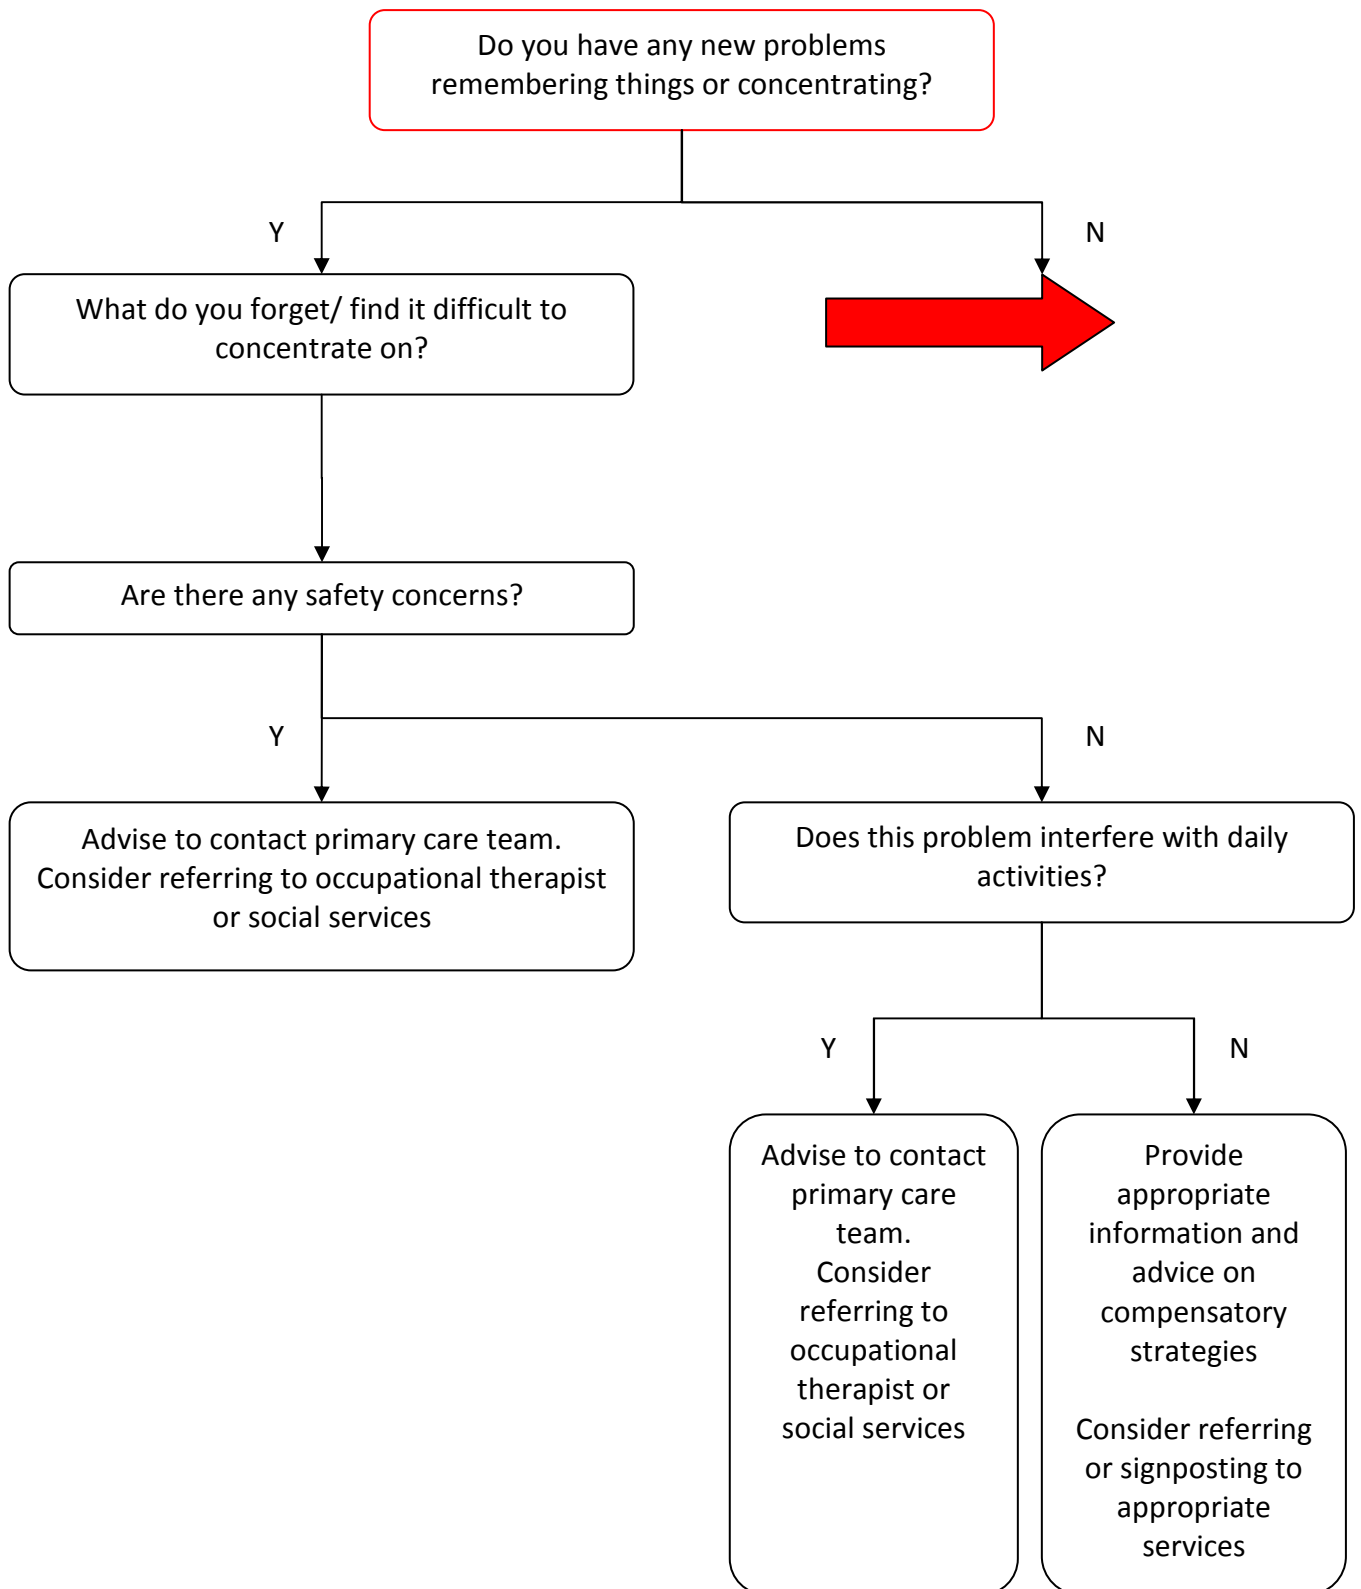 Do you have any new problems
remembering things or concentrating?
Y
N
What do you forget/ find it difficult to
concentrate on?
Are there any safety concerns?
Y
N
Advise to contact primary care team.
Consider referring to occupational therapist
or social services
Does this problem interfere with daily
activities?
Y
N
Advise to contact
primary care
team.
Consider
referring to
occupational
therapist or
social services
Provide
appropriate
information and
advice on
compensatory
strategies
Consider referring
or signposting to
appropriate
services